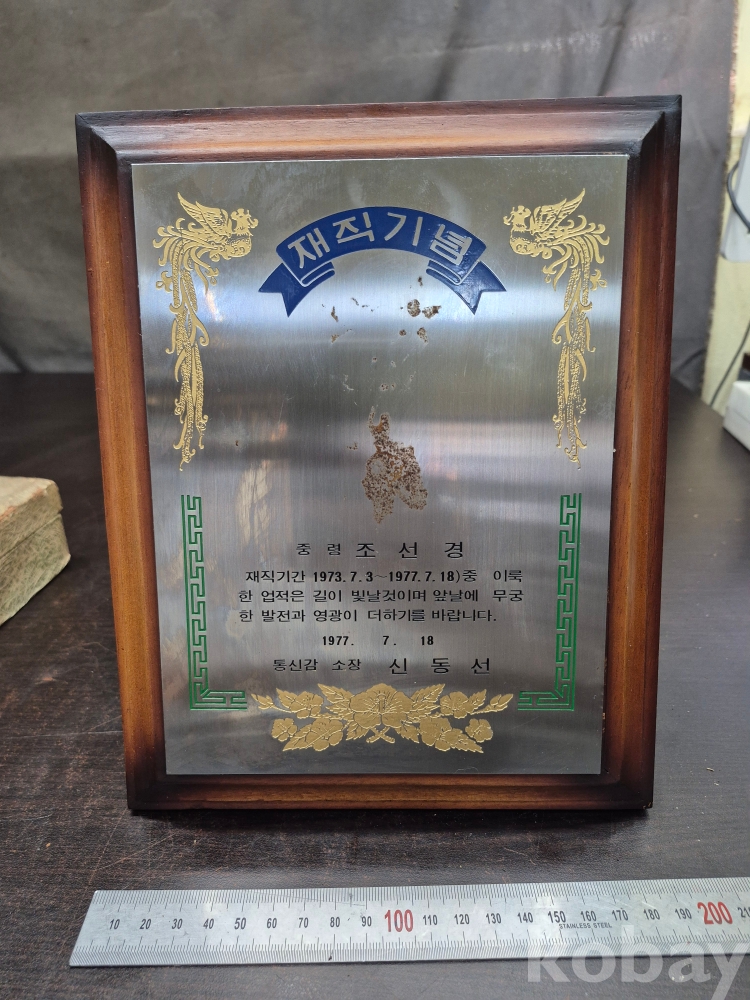 재직기념
중령 조선경
재직기간 1973.7.3~1977.7.18)중 이룩
한 업적은 길이 빛날것이며 앞날에 무궁
한 발전과 영광이 더하기를 바랍니다.
1977. 7. 18
통신감 소장 신동선
10 20 30 40 50 60 70 80 90 100 110 120 130 140 150 160 170 180 190 200 21
STAINLESS STEEL
kobay